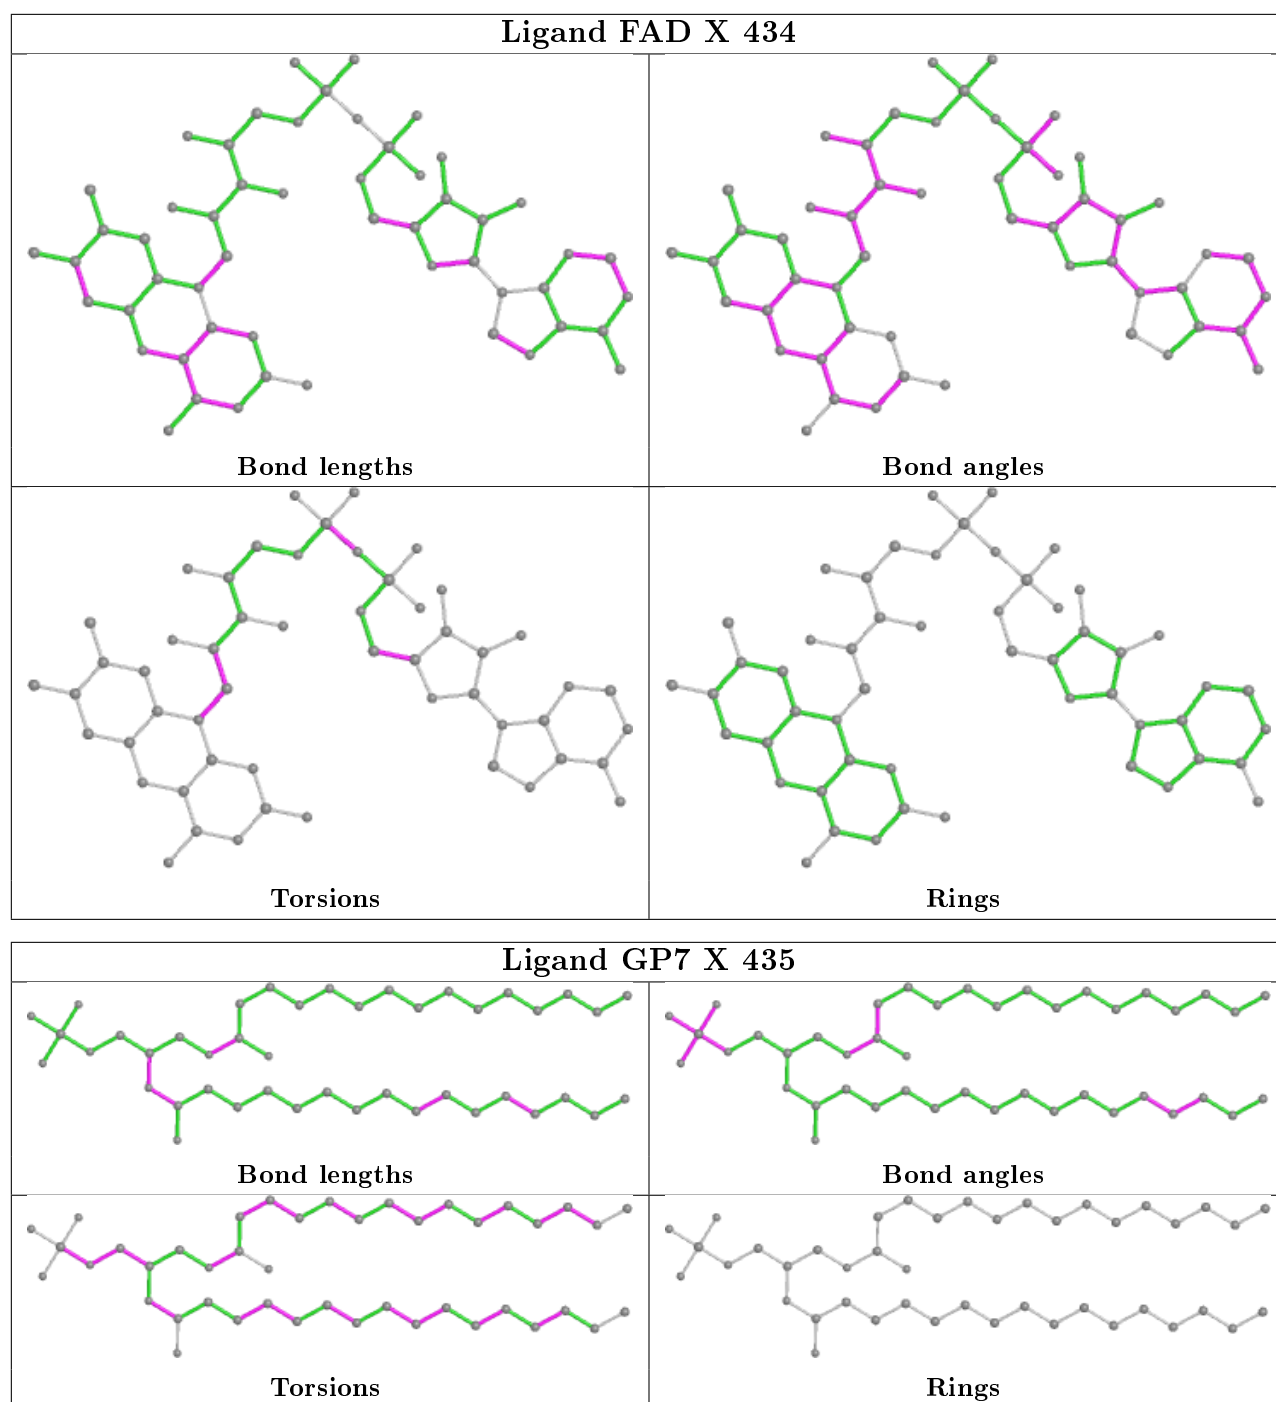 Ligand FAD X 434
Bond lengths
Bond angles
Torsions
Rings
Ligand GP7 X 435
Bond lengths
Bond angles
Torsions
Rings